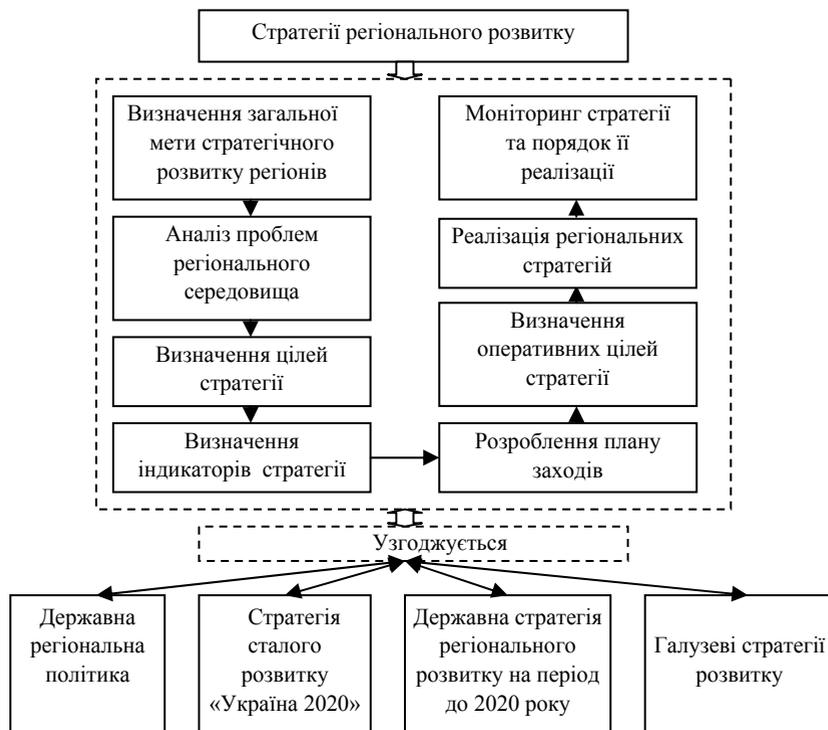 Стратегії регіонального розвитку
Визначення загальної
мети стратегічного
розвитку регіонів
Аналіз проблем
регіонального
середовища
Визначення цілей
стратегії
Визначення
індикаторів стратегії
Моніторинг стратегії
та порядок її
реалізації
Реалізація регіональних
стратегій
Визначення
оперативних цілей
стратегії
Розроблення плану
заходів
Узгоджується
Державна
регіональна
політика
Стратегія
сталого
розвитку
«Україна 2020»
Державна стратегія
регіонального
розвитку на період
до 2020 року
Галузеві стратегії
розвитку